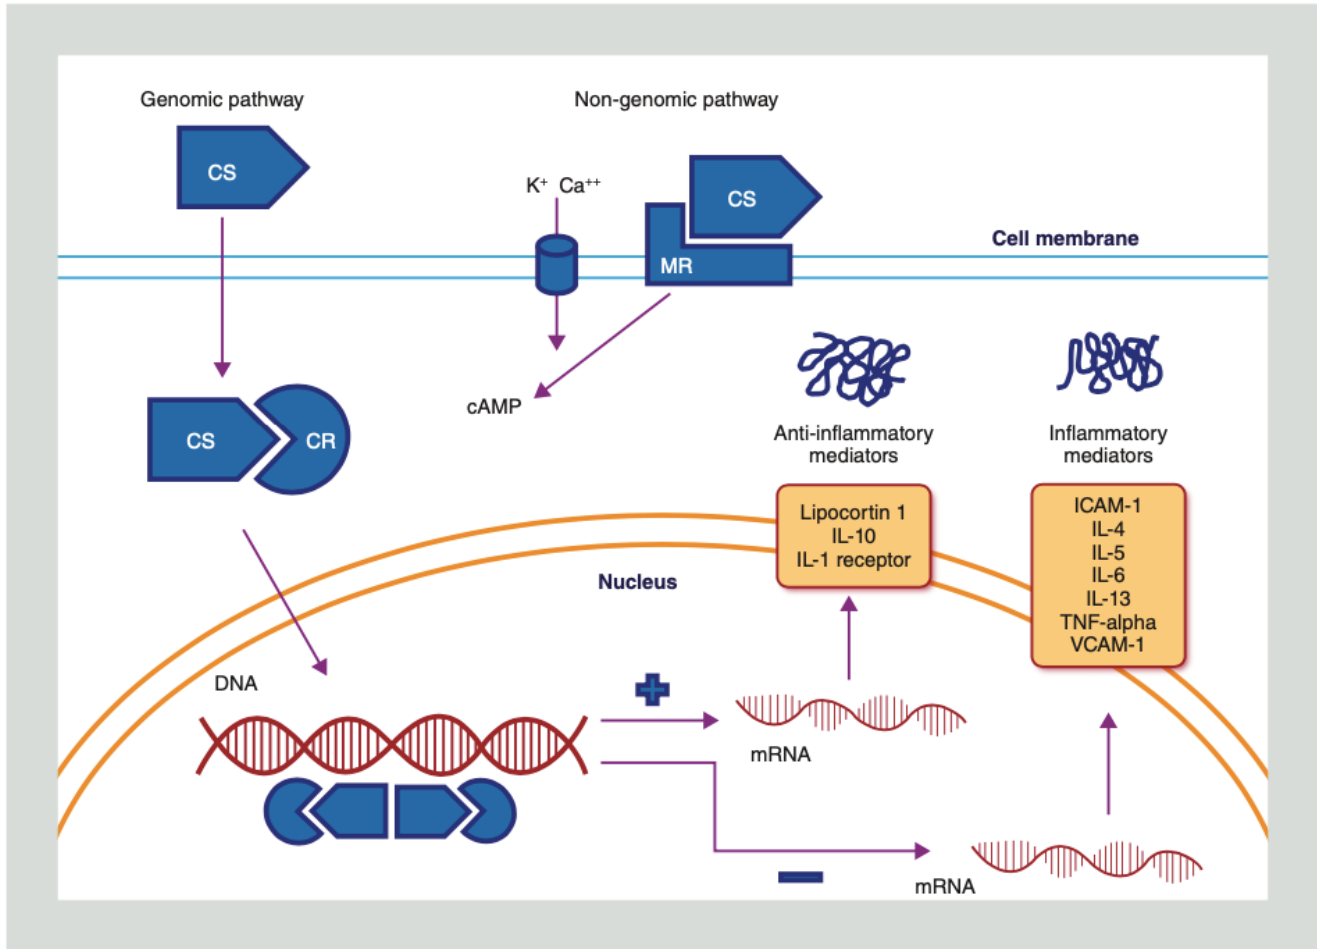 Genomic pathway
Non-genomic pathway
CS
K⁺ Ca⁺⁺
CS
Cell membrane
MR
cAMP
CS
CR
Anti-inflammatory
mediators
Inflammatory
mediators
Lipocortin 1
IL-10
IL-1 receptor
ICAM-1
IL-4
IL-5
IL-6
IL-13
TNF-alpha
VCAM-1
Nucleus
DNA
mRNA
mRNA